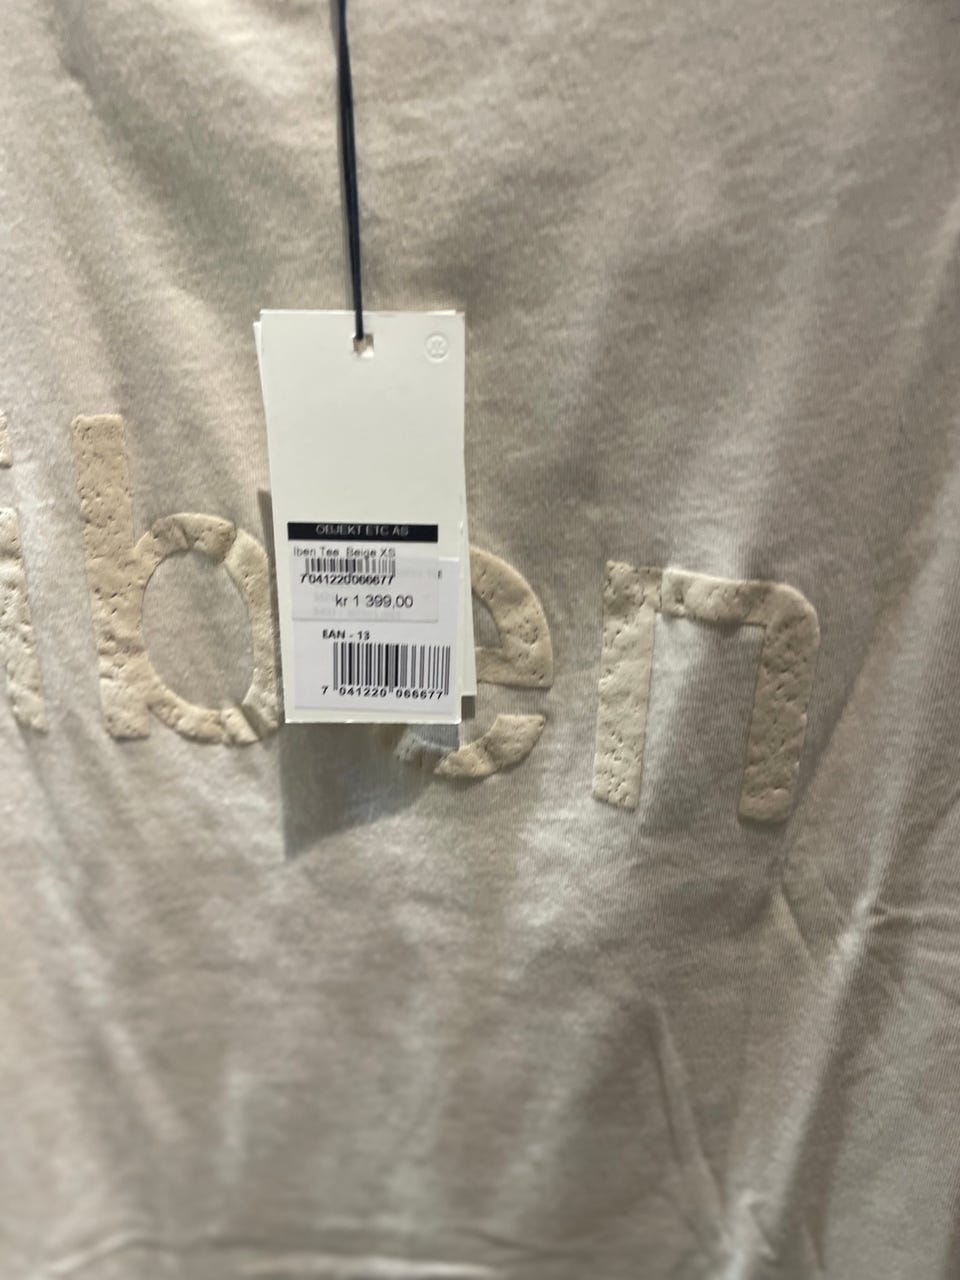 OBJEKT ETC AS
Iben Tee Beige XS
7041220066677
kr 1 399,00
EAN - 13
7 041220 066677
iben